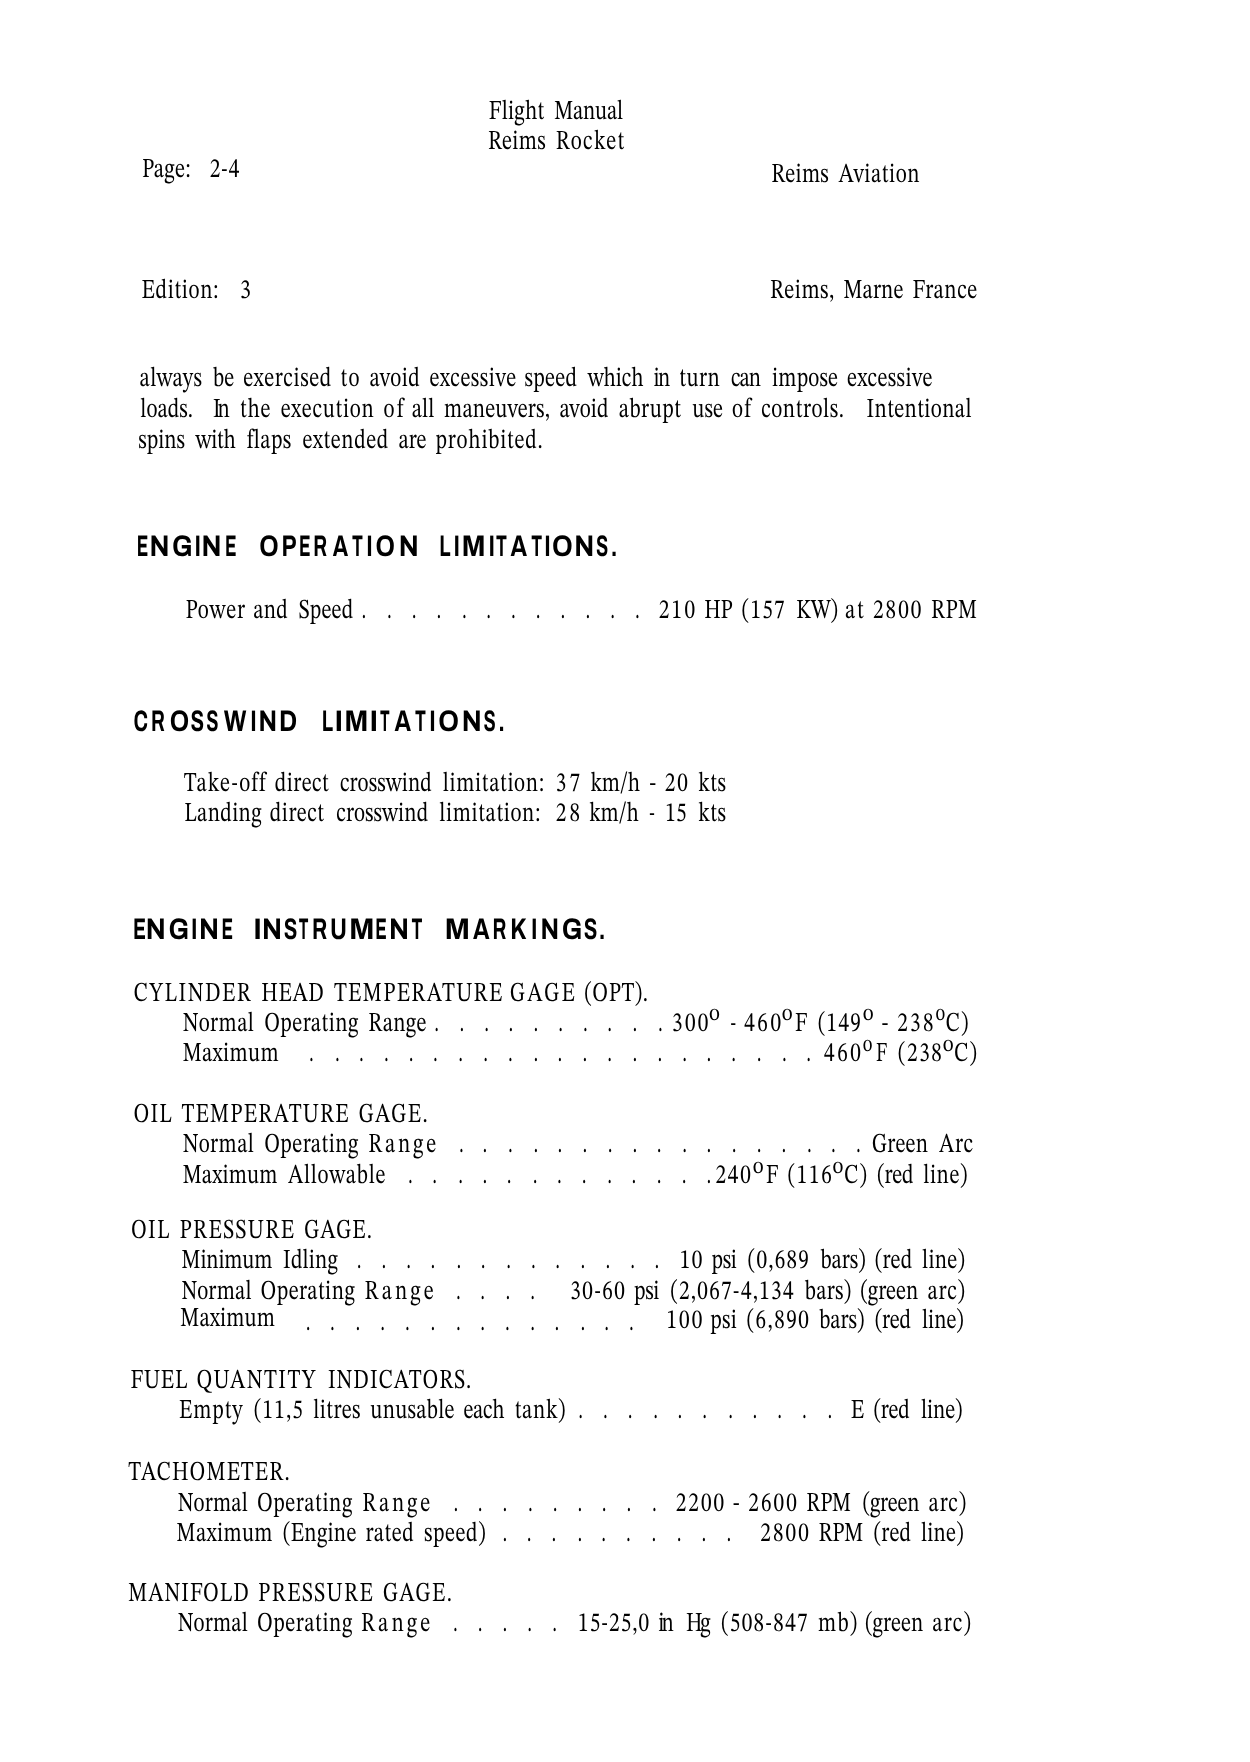 Flight Manual
Reims Rocket
Page: 2-4
Reims Aviation
Edition: 3
Reims, Marne France
always be exercised to avoid excessive speed which in turn can impose excessive
loads. In the execution of all maneuvers, avoid abrupt use of controls. Intentional
spins with flaps extended are prohibited.
ENGINE OPERATION LIMITATIONS.
Power and Speed . . . . . . . . . . . . 210 HP (157 KW) at 2800 RPM
CROSSWIND LIMITATIONS.
Take-off direct crosswind limitation: 37 km/h - 20 kts
Landing direct crosswind limitation: 28 km/h - 15 kts
ENGINE INSTRUMENT MARKINGS.
CYLINDER HEAD TEMPERATURE GAGE (OPT).
Normal Operating Range . . . . . . . . . . 300º - 460ºF (149º - 238ºC)
Maximum . . . . . . . . . . . . . . . . . . . . . 460ºF (238ºC)
OIL TEMPERATURE GAGE.
Normal Operating Range . . . . . . . . . . . . . . . . . Green Arc
Maximum Allowable . . . . . . . . . . . . . 240ºF (116ºC) (red line)
OIL PRESSURE GAGE.
Minimum Idling . . . . . . . . . . . . . 10 psi (0,689 bars) (red line)
Normal Operating Range . . . . 30-60 psi (2,067-4,134 bars) (green arc)
Maximum . . . . . . . . . . . . . . 100 psi (6,890 bars) (red line)
FUEL QUANTITY INDICATORS.
Empty (11,5 litres unusable each tank) . . . . . . . . . . . E (red line)
TACHOMETER.
Normal Operating Range . . . . . . . . . 2200 - 2600 RPM (green arc)
Maximum (Engine rated speed) . . . . . . . . . . 2800 RPM (red line)
MANIFOLD PRESSURE GAGE.
Normal Operating Range . . . . . 15-25,0 in Hg (508-847 mb) (green arc)